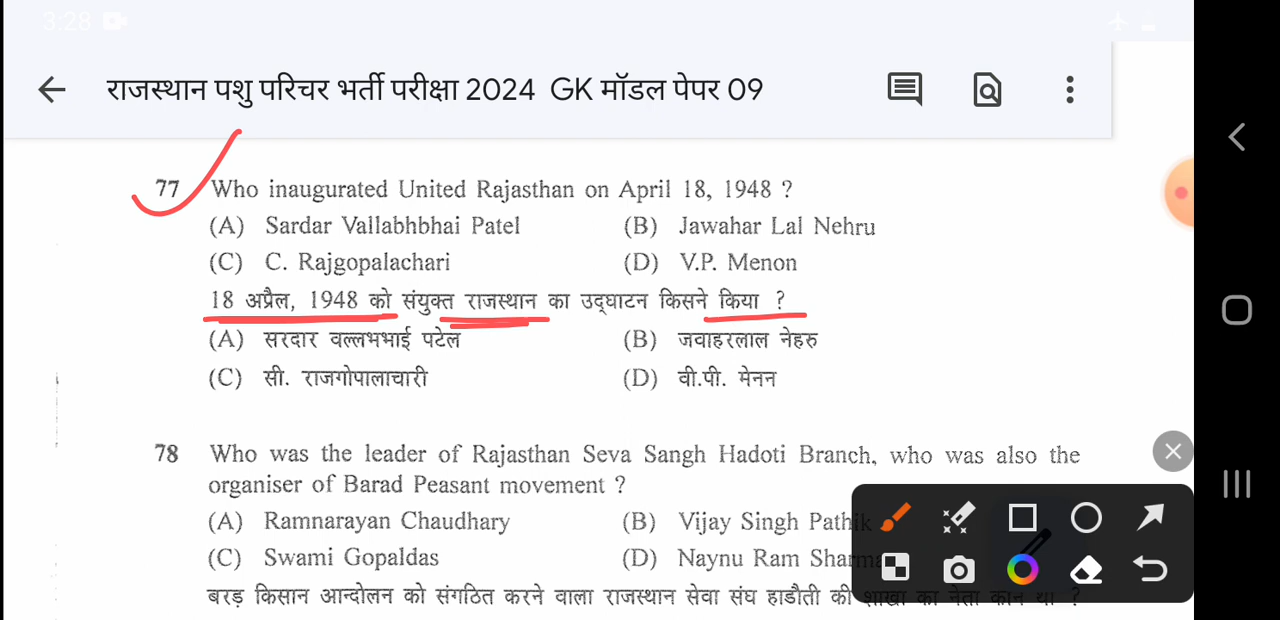 3:28
राजस्थान पशु परिचर भर्ती परीक्षा 2024 GK मॉडल पेपर 09
77 Who inaugurated United Rajasthan on April 18, 1948 ?
(A) Sardar Vallabhbhai Patel (B) Jawahar Lal Nehru
(C) C. Rajgopalachari (D) V.P. Menon
18 अप्रैल, 1948 को संयुक्त राजस्थान का उद्घाटन किसने किया ?
(A) सरदार वल्लभभाई पटेल (B) जवाहरलाल नेहरु
(C) सी. राजगोपालाचारी (D) वी.पी. मेनन
78 Who was the leader of Rajasthan Seva Sangh Hadoti Branch, who was also the
organiser of Barad Peasant movement ?
(A) Ramnarayan Chaudhary (B) Vijay Singh Pathik
(C) Swami Gopaldas (D) Naynu Ram Sharma
बरड़ किसान आन्दोलन को संगठित करने वाला राजस्थान सेवा संघ हाडौती की शाखा का नेता कौन था ?